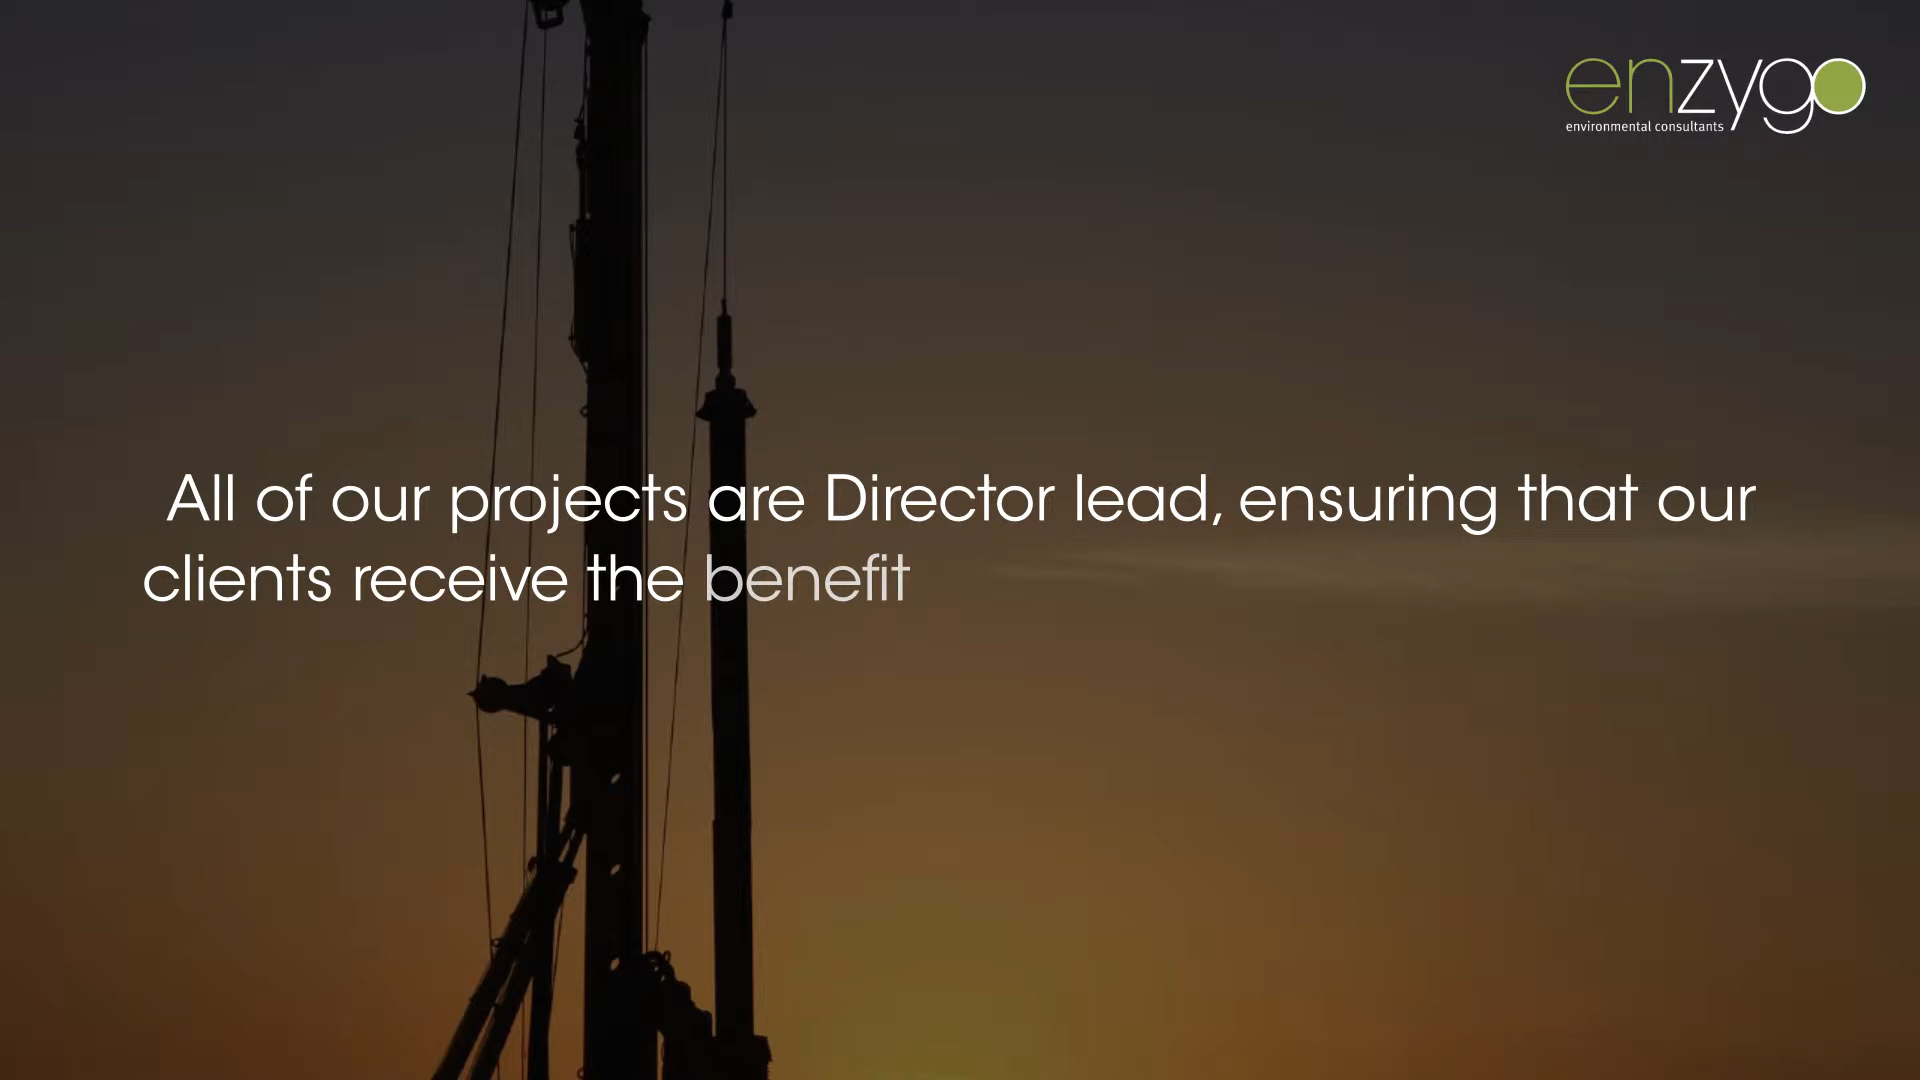 enzygo
environmental consultants
All of our projects are Director lead, ensuring that our
clients receive the benefit